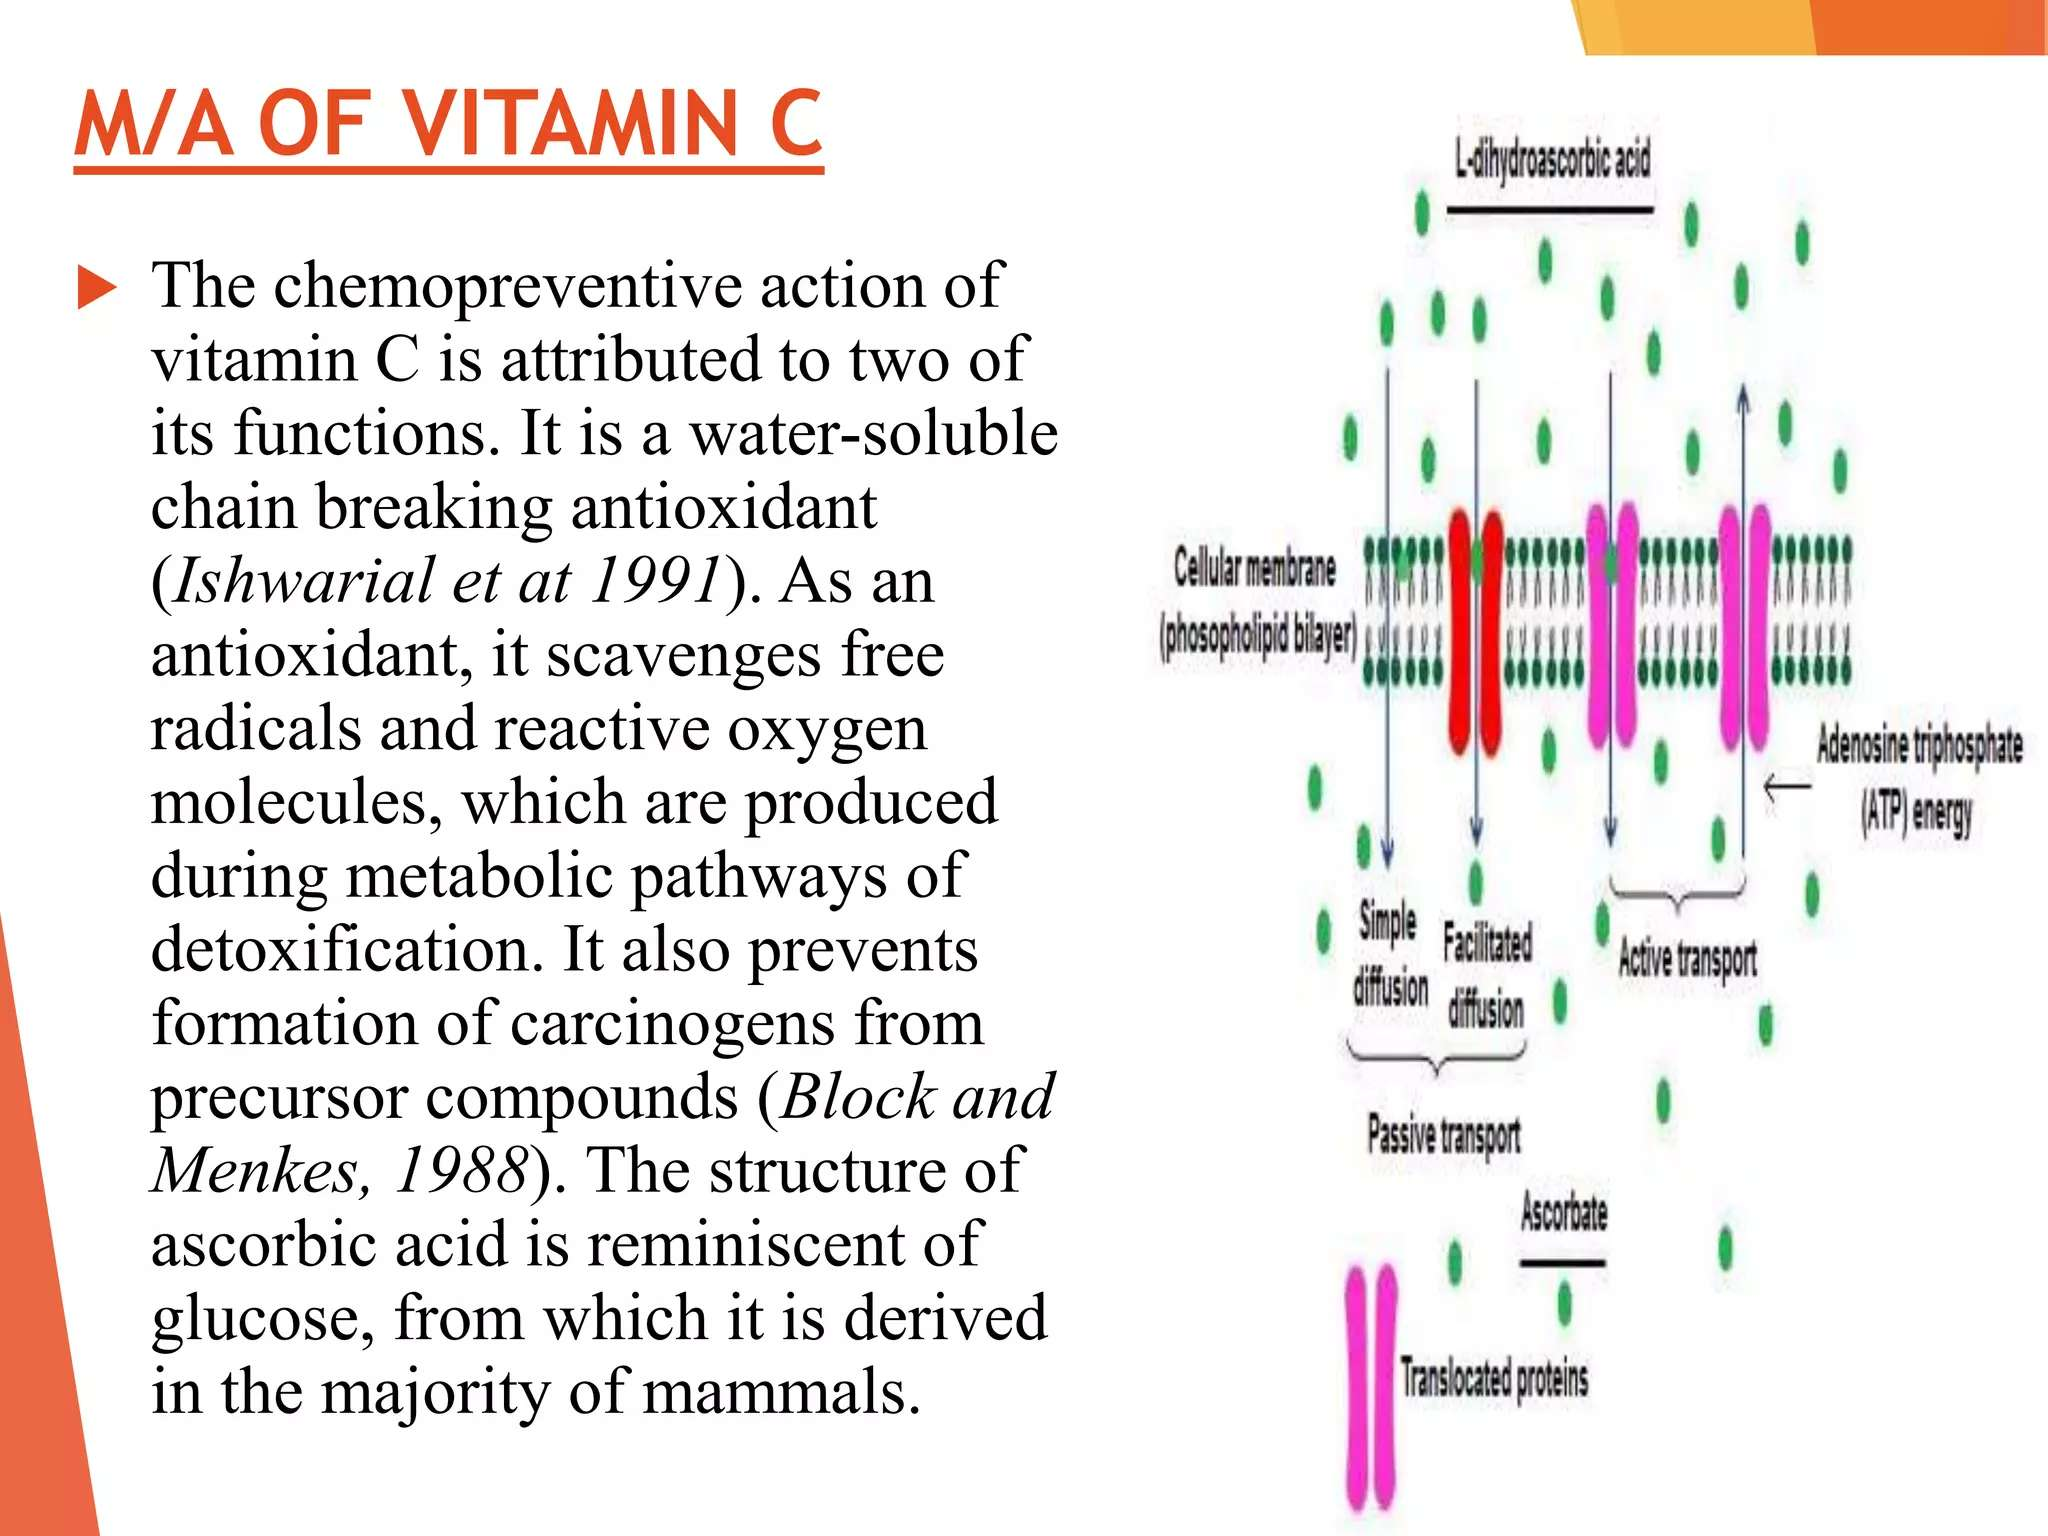 M/A OF VITAMIN C
The chemopreventive action of
vitamin C is attributed to two of
its functions. It is a water-soluble
chain breaking antioxidant
(Ishwarial et at 1991). As an
antioxidant, it scavenges free
radicals and reactive oxygen
molecules, which are produced
during metabolic pathways of
detoxification. It also prevents
formation of carcinogens from
precursor compounds (Block and
Menkes, 1988). The structure of
ascorbic acid is reminiscent of
glucose, from which it is derived
in the majority of mammals.
L-dihydroascorbic acid
Cellular membrane
(phosopholipid bilayer)
Adenosine triphosphate
(ATP) energy
Simple
diffusion
Facilitated
diffusion
Active transport
Passive transport
Ascorbate
Translocated proteins